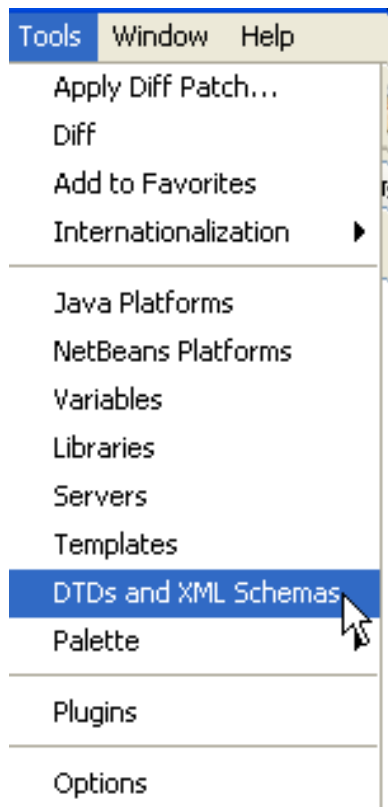 Tools Window Help
Apply Diff Patch...
Diff
Add to Favorites
Internationalization
Java Platforms
NetBeans Platforms
Variables
Libraries
Servers
Templates
DTDs and XML Schemas
Palette
Plugins
Options